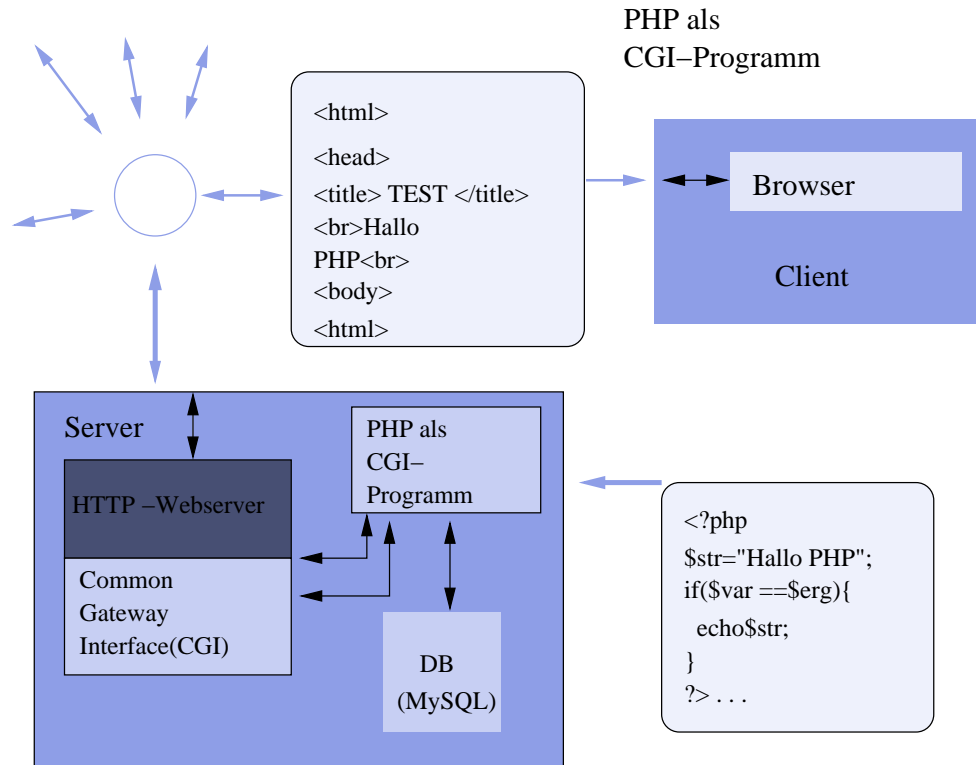 PHP als
CGI−Programm
<html>
<head>
<title> TEST </title>
<br>Hallo
PHP<br>
<body>
<html>
Browser
Client
Server
PHP als
CGI−
Programm
HTTP −Webserver
Common
Gateway
Interface(CGI)
DB
(MySQL)
<?php
$str="Hallo PHP";
if($var ==$erg){
echo$str;
}
?> . . .